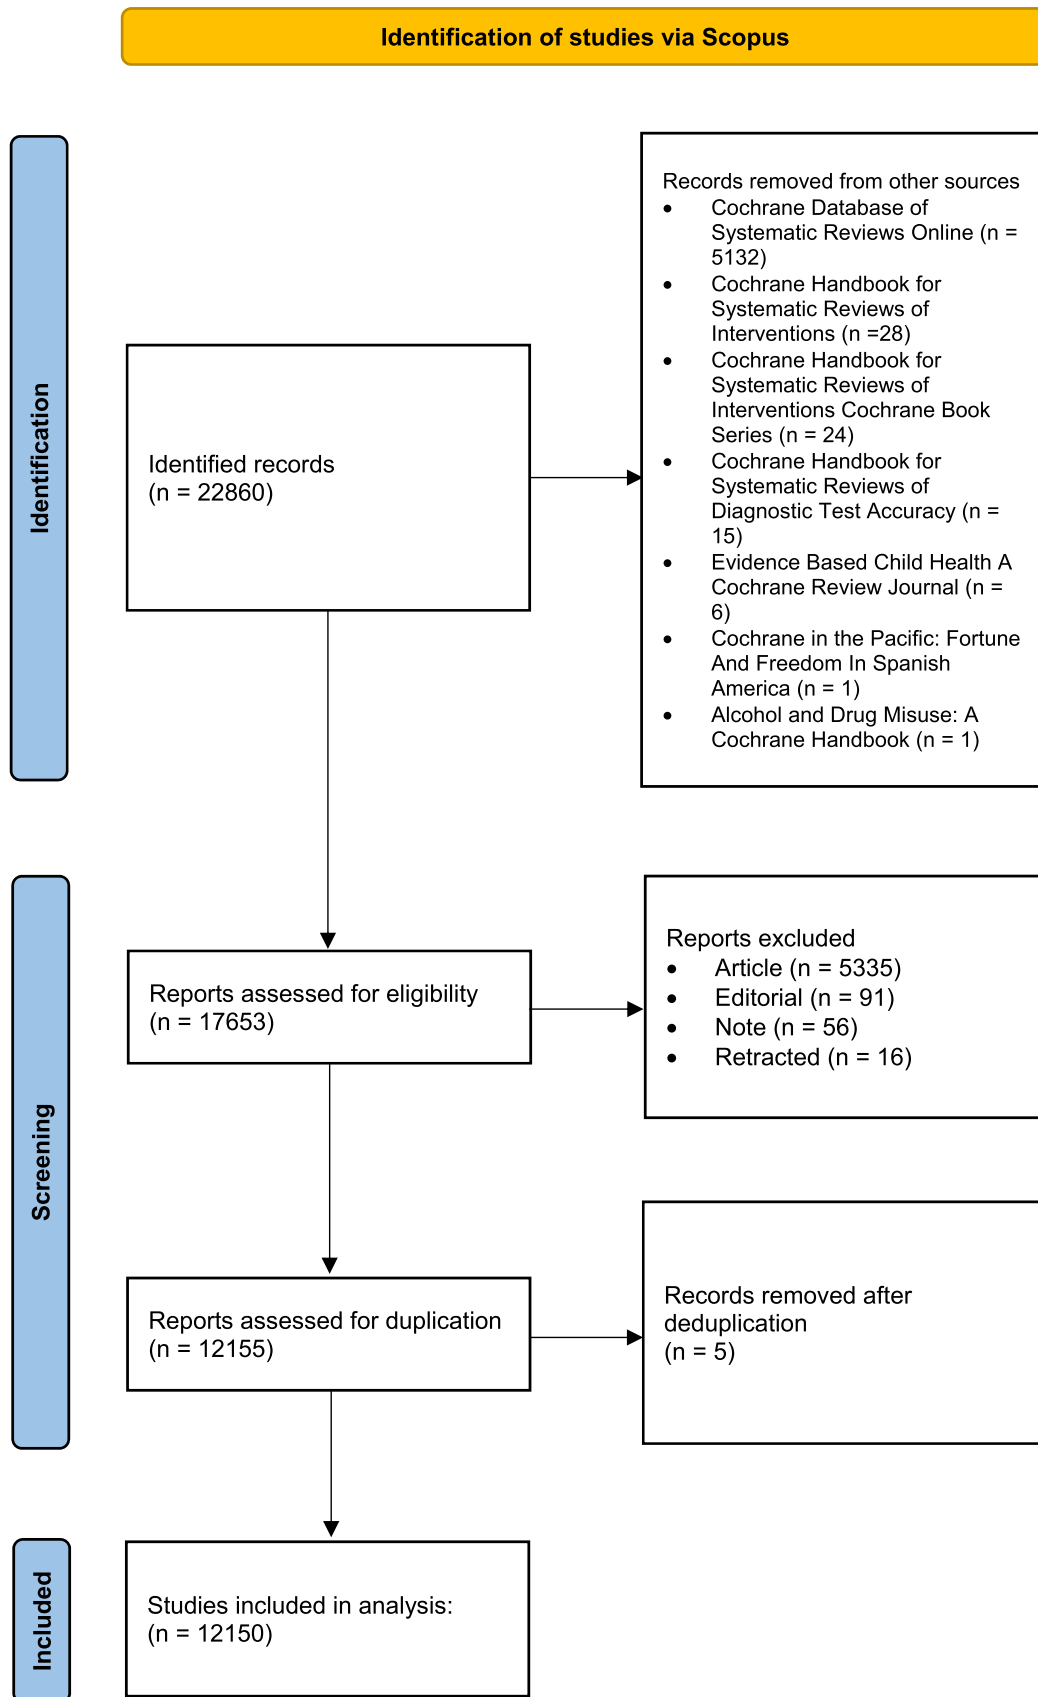 Identification of studies via Scopus
Identification
Identified records
(n = 22860)
Records removed from other sources
• Cochrane Database of
Systematic Reviews Online (n =
5132)
• Cochrane Handbook for
Systematic Reviews of
Interventions (n =28)
• Cochrane Handbook for
Systematic Reviews of
Interventions Cochrane Book
Series (n = 24)
• Cochrane Handbook for
Systematic Reviews of
Diagnostic Test Accuracy (n =
15)
• Evidence Based Child Health A
Cochrane Review Journal (n =
6)
• Cochrane in the Pacific: Fortune
And Freedom In Spanish
America (n = 1)
• Alcohol and Drug Misuse: A
Cochrane Handbook (n = 1)
Screening
Reports assessed for eligibility
(n = 17653)
Reports excluded
• Article (n = 5335)
• Editorial (n = 91)
• Note (n = 56)
• Retracted (n = 16)
Reports assessed for duplication
(n = 12155)
Records removed after
deduplication
(n = 5)
Included
Studies included in analysis:
(n = 12150)